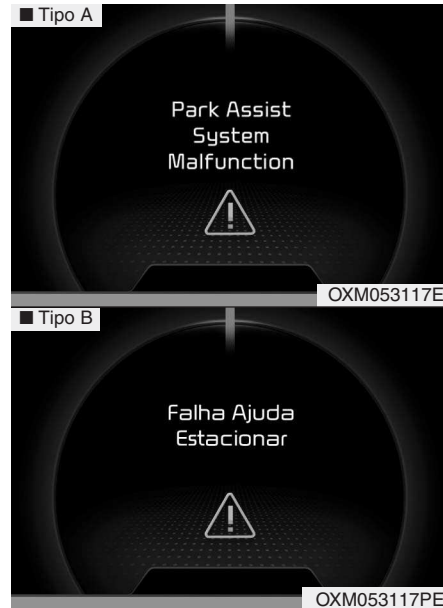 ■ Tipo A
Park Assist
System
Malfunction
OXM053117E
■ Tipo B
Falha Ajuda
Estacionar
OXM053117PE